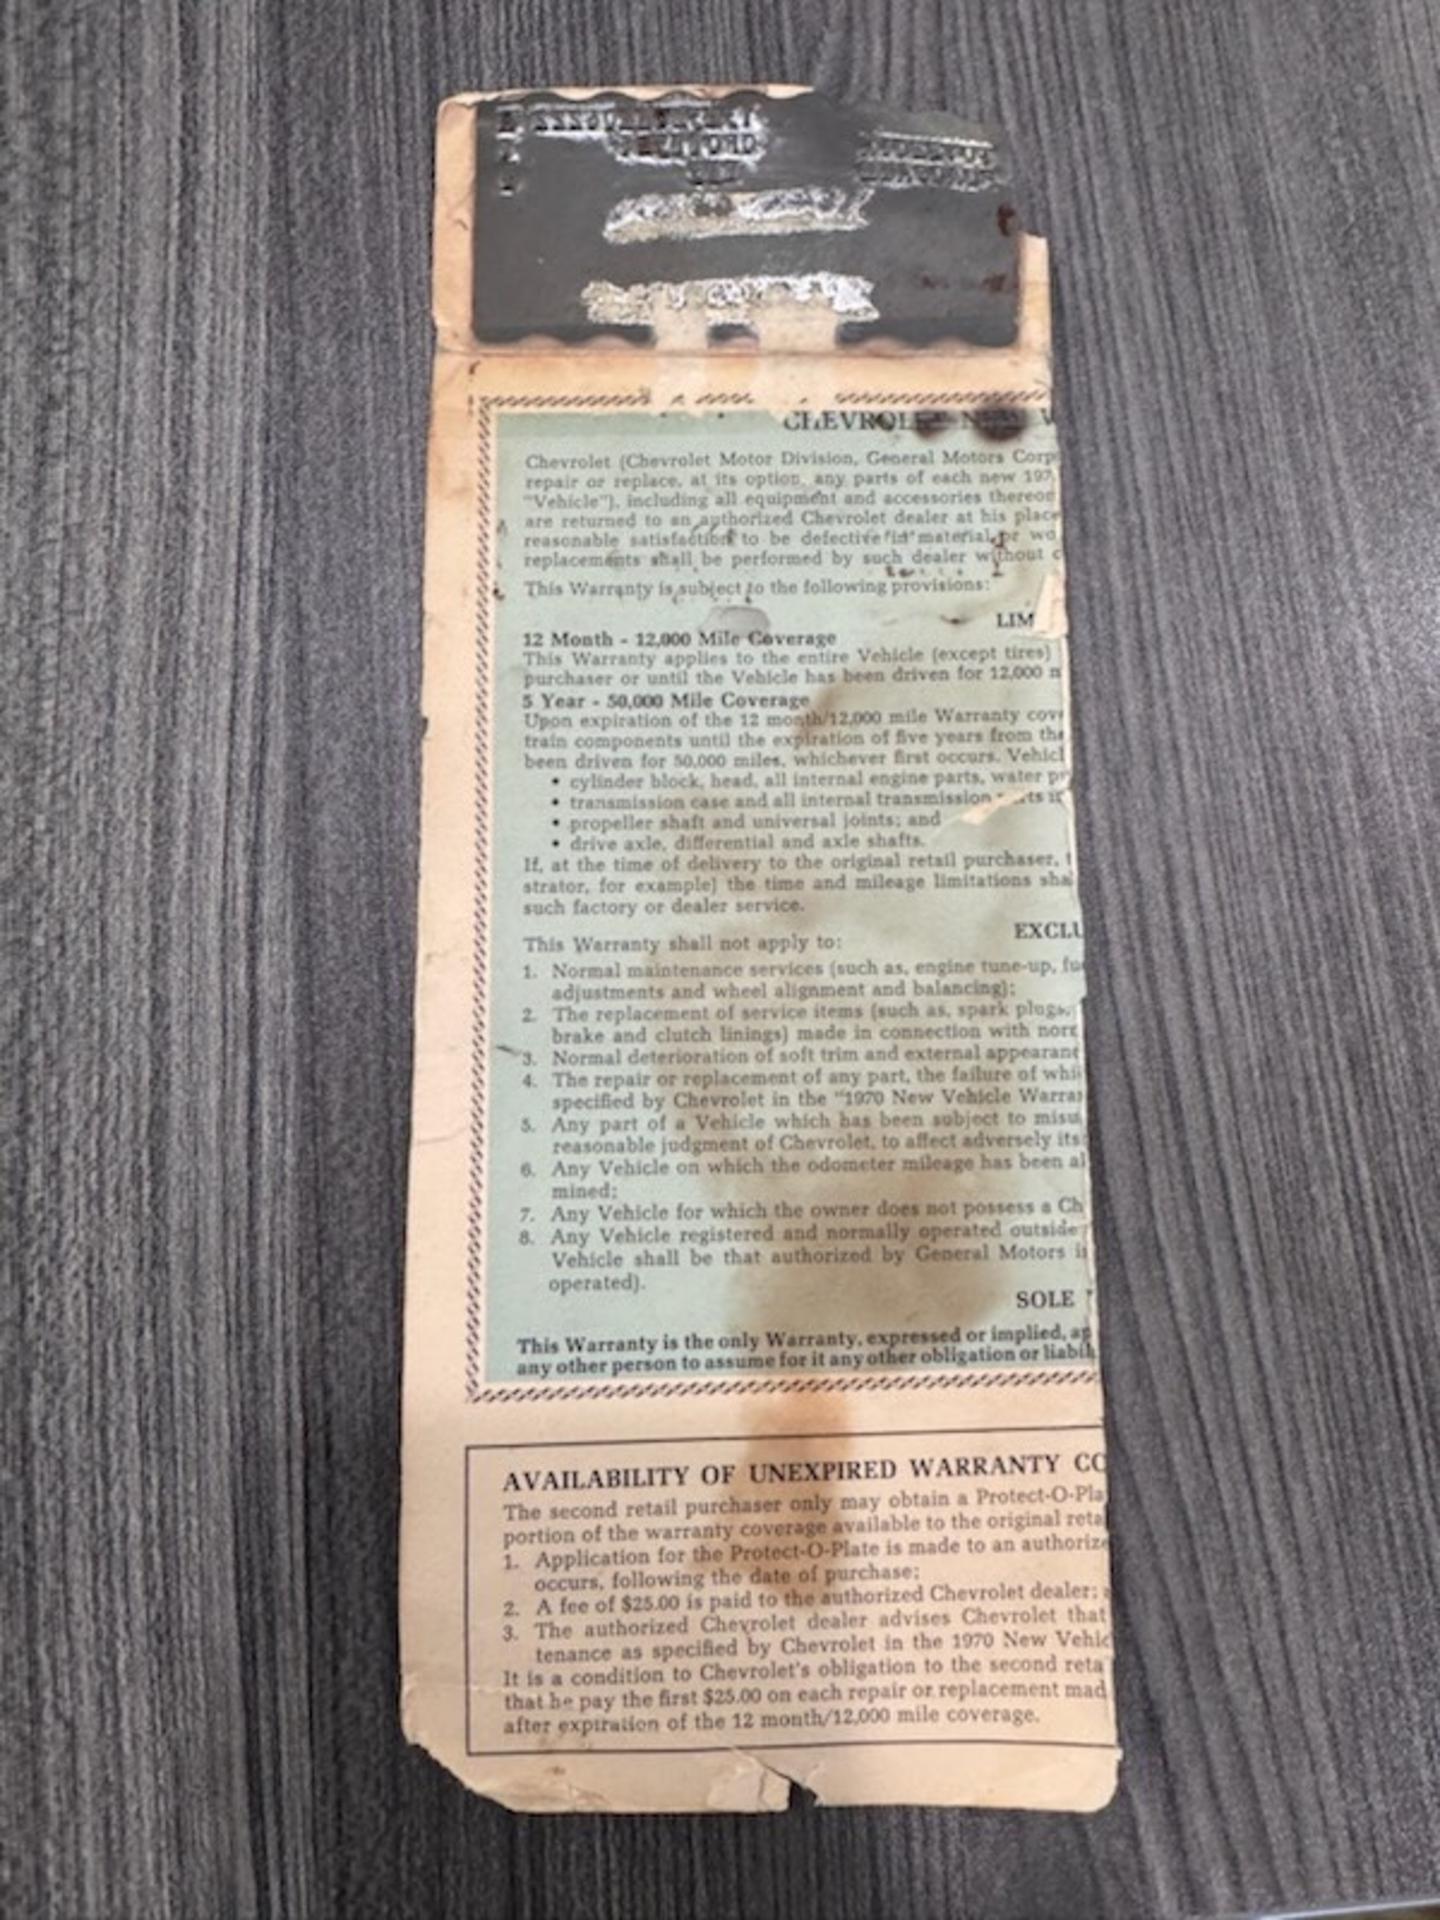 Chevrolet (Chevrolet Motor Division, General Motors Corp
repair or replace, at its option, any parts of each new 197
"Vehicle"), including all equipment and accessories thereon
are returned to an authorized Chevrolet dealer at his place
reasonable satisfaction to be defective in material or wo
replacements shall be performed by such dealer without c
This Warranty is subject to the following provisions:
LIM
12 Month - 12,000 Mile Coverage
This Warranty applies to the entire Vehicle (except tires)
purchaser or until the Vehicle has been driven for 12,000 m
5 Year - 50,000 Mile Coverage
Upon expiration of the 12 month/12,000 mile Warranty cov
train components until the expiration of five years from the
been driven for 50,000 miles, whichever first occurs. Vehicl
• cylinder block, head, all internal engine parts, water p
• transmission case and all internal transmission
• propeller shaft and universal joints; and
• drive axle, differential and axle shafts.
If, at the time of delivery to the original retail purchaser, t
strator, for example) the time and mileage limitations sha
such factory or dealer service.
EXCLU
This Warranty shall not apply to:
1. Normal maintenance services (such as, engine tune-up, fu
adjustments and wheel alignment and balancing);
2. The replacement of service items (such as, spark plugs,
brake and clutch linings) made in connection with nor
3. Normal deterioration of soft trim and external appearan
4. The repair or replacement of any part, the failure of whi
specified by Chevrolet in the "1970 New Vehicle Warra
5. Any part of a Vehicle which has been subject to misu
reasonable judgment of Chevrolet, to affect adversely its
6. Any Vehicle on which the odometer mileage has been al
mined;
7. Any Vehicle for which the owner does not possess a Ch
8. Any Vehicle registered and normally operated outside
Vehicle shall be that authorized by General Motors i
operated).
SOLE
This Warranty is the only Warranty, expressed or implied, ap
any other person to assume for it any other obligation or liabil
AVAILABILITY OF UNEXPIRED WARRANTY CO
The second retail purchaser only may obtain a Protect-O-Pla
portion of the warranty coverage available to the original reta
1. Application for the Protect-O-Plate is made to an authorize
occurs, following the date of purchase;
2. A fee of $25.00 is paid to the authorized Chevrolet dealer; a
3. The authorized Chevrolet dealer advises Chevrolet that
tenance as specified by Chevrolet in the 1970 New Vehic
It is a condition to Chevrolet's obligation to the second reta
that he pay the first $25.00 on each repair or replacement mad
after expiration of the 12 month/12,000 mile coverage.